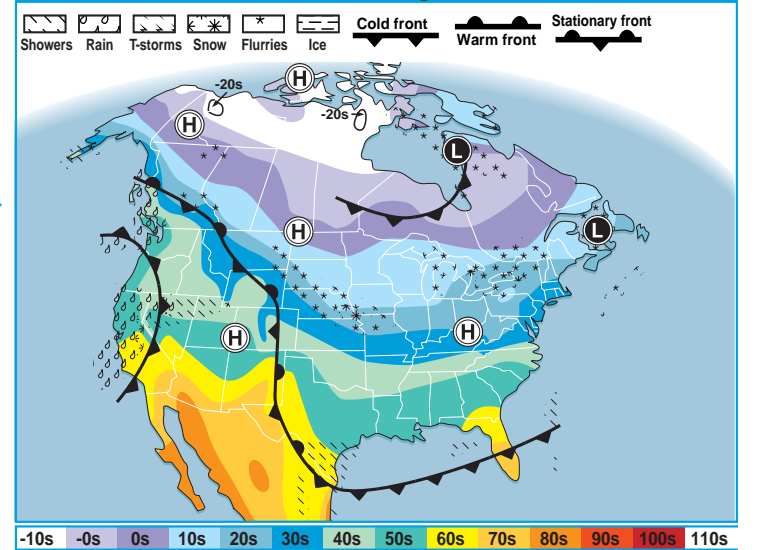 Showers Rain T-storms Snow Flurries Ice Cold front Warm front Stationary front
-20s
H
-20s
H
L
H
L
H
H
-10s -0s 0s 10s 20s 30s 40s 50s 60s 70s 80s 90s 100s 110s